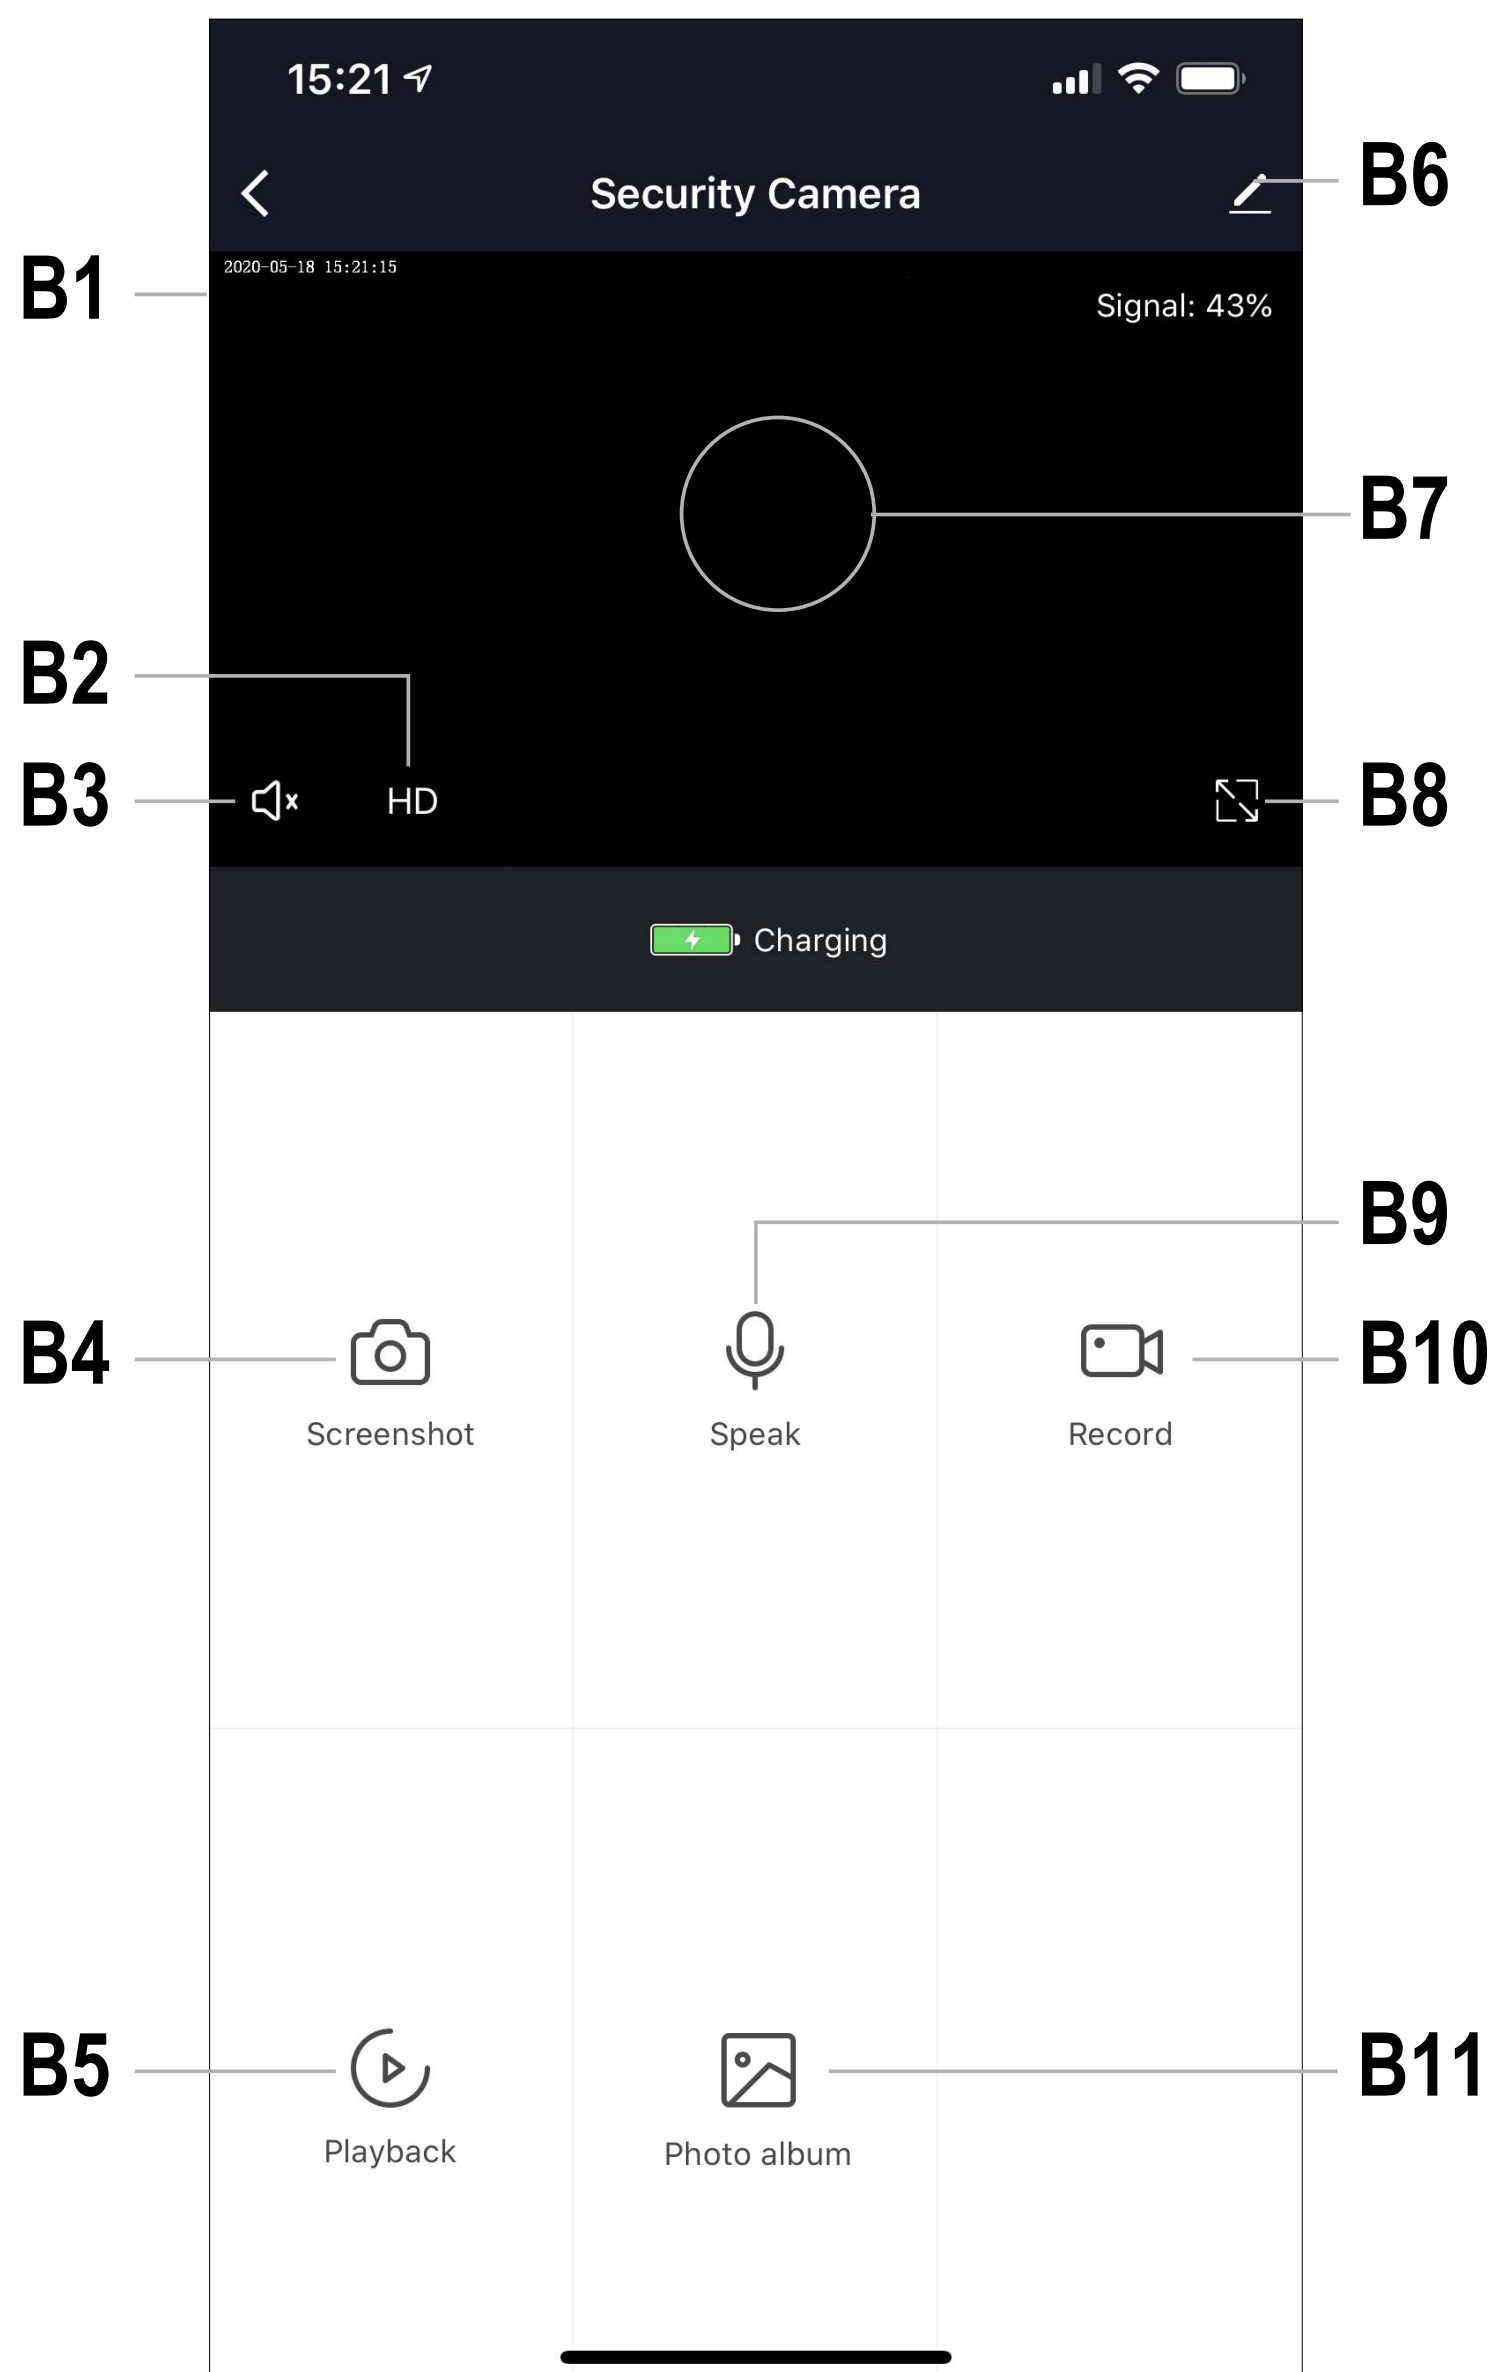 15:21
Security Camera
B6
B1
2020-05-18 15:21:15
Signal: 43%
B7
B2
B3
HD
B8
Charging
B9
B4
B10
Screenshot
Speak
Record
B5
B11
Playback
Photo album